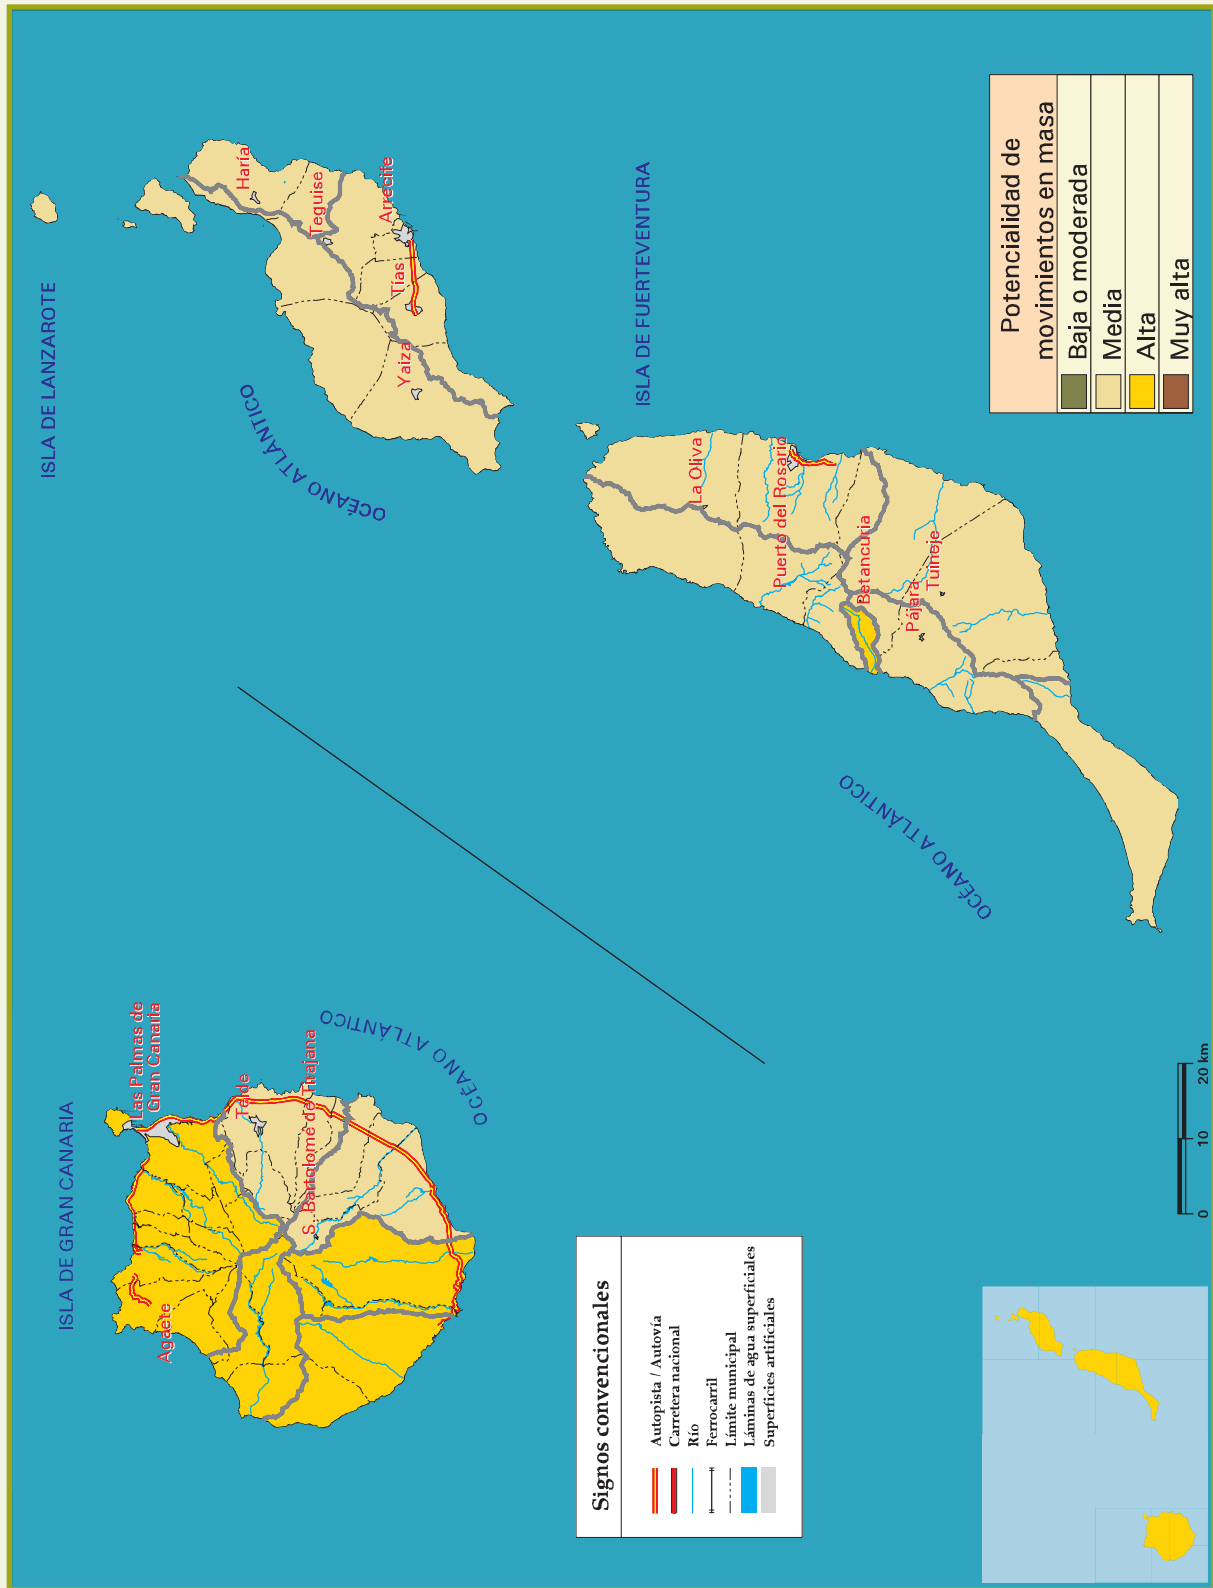 ISLA DE GRAN CANARIA
Las Palmas de
Gran Canaria
Agaete
Telde
S. Bartolomé de Tirajana
OCÉANO ATLÁNTICO
ISLA DE LANZAROTE
Haría
Teguise
Arrecife
Tías
Yaiza
OCÉANO ATLÁNTICO
ISLA DE FUERTEVENTURA
La Oliva
Puerto del Rosario
Betancuria
Pájara
Tuineje
OCÉANO ATLÁNTICO
Signos convencionales
Autopista / Autovía
Carretera nacional
Río
Ferrocarril
Límite municipal
Láminas de agua superficiales
Superficies artificiales
0 10 20 km
Potencialidad de
movimientos en masa
Baja o moderada
Media
Alta
Muy alta